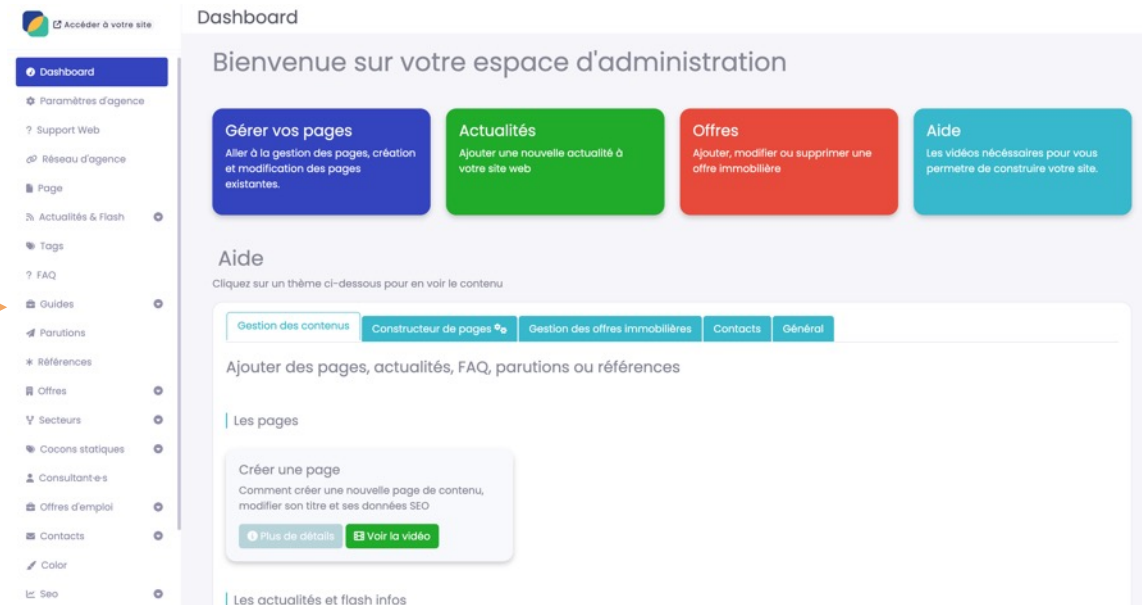 Accéder à votre site
Dashboard
Paramètres d'agence
? Support Web
Réseau d'agence
Page
Actualités & Flash
Tags
? FAQ
Guides
Parutions
Références
Offres
Secteurs
Cocons statiques
Consultant·e·s
Offres d'emploi
Contacts
Color
Seo
Dashboard
Bienvenue sur votre espace d'administration
Gérer vos pages
Aller à la gestion des pages, création
et modification des pages
existantes.
Actualités
Ajouter une nouvelle actualité à
votre site web
Offres
Ajouter, modifier ou supprimer une
offre immobilière
Aide
Les vidéos nécéssaires pour vous
permetre de construire votre site.
Aide
Cliquez sur un thème ci-dessous pour en voir le contenu
Gestion des contenus
Constructeur de pages
Gestion des offres immobilières
Contacts
Général
Ajouter des pages, actualités, FAQ, parutions ou références
Les pages
Créer une page
Comment créer une nouvelle page de contenu,
modifier son titre et ses données SEO
Plus de détails
Voir la vidéo
Les actualités et flash infos